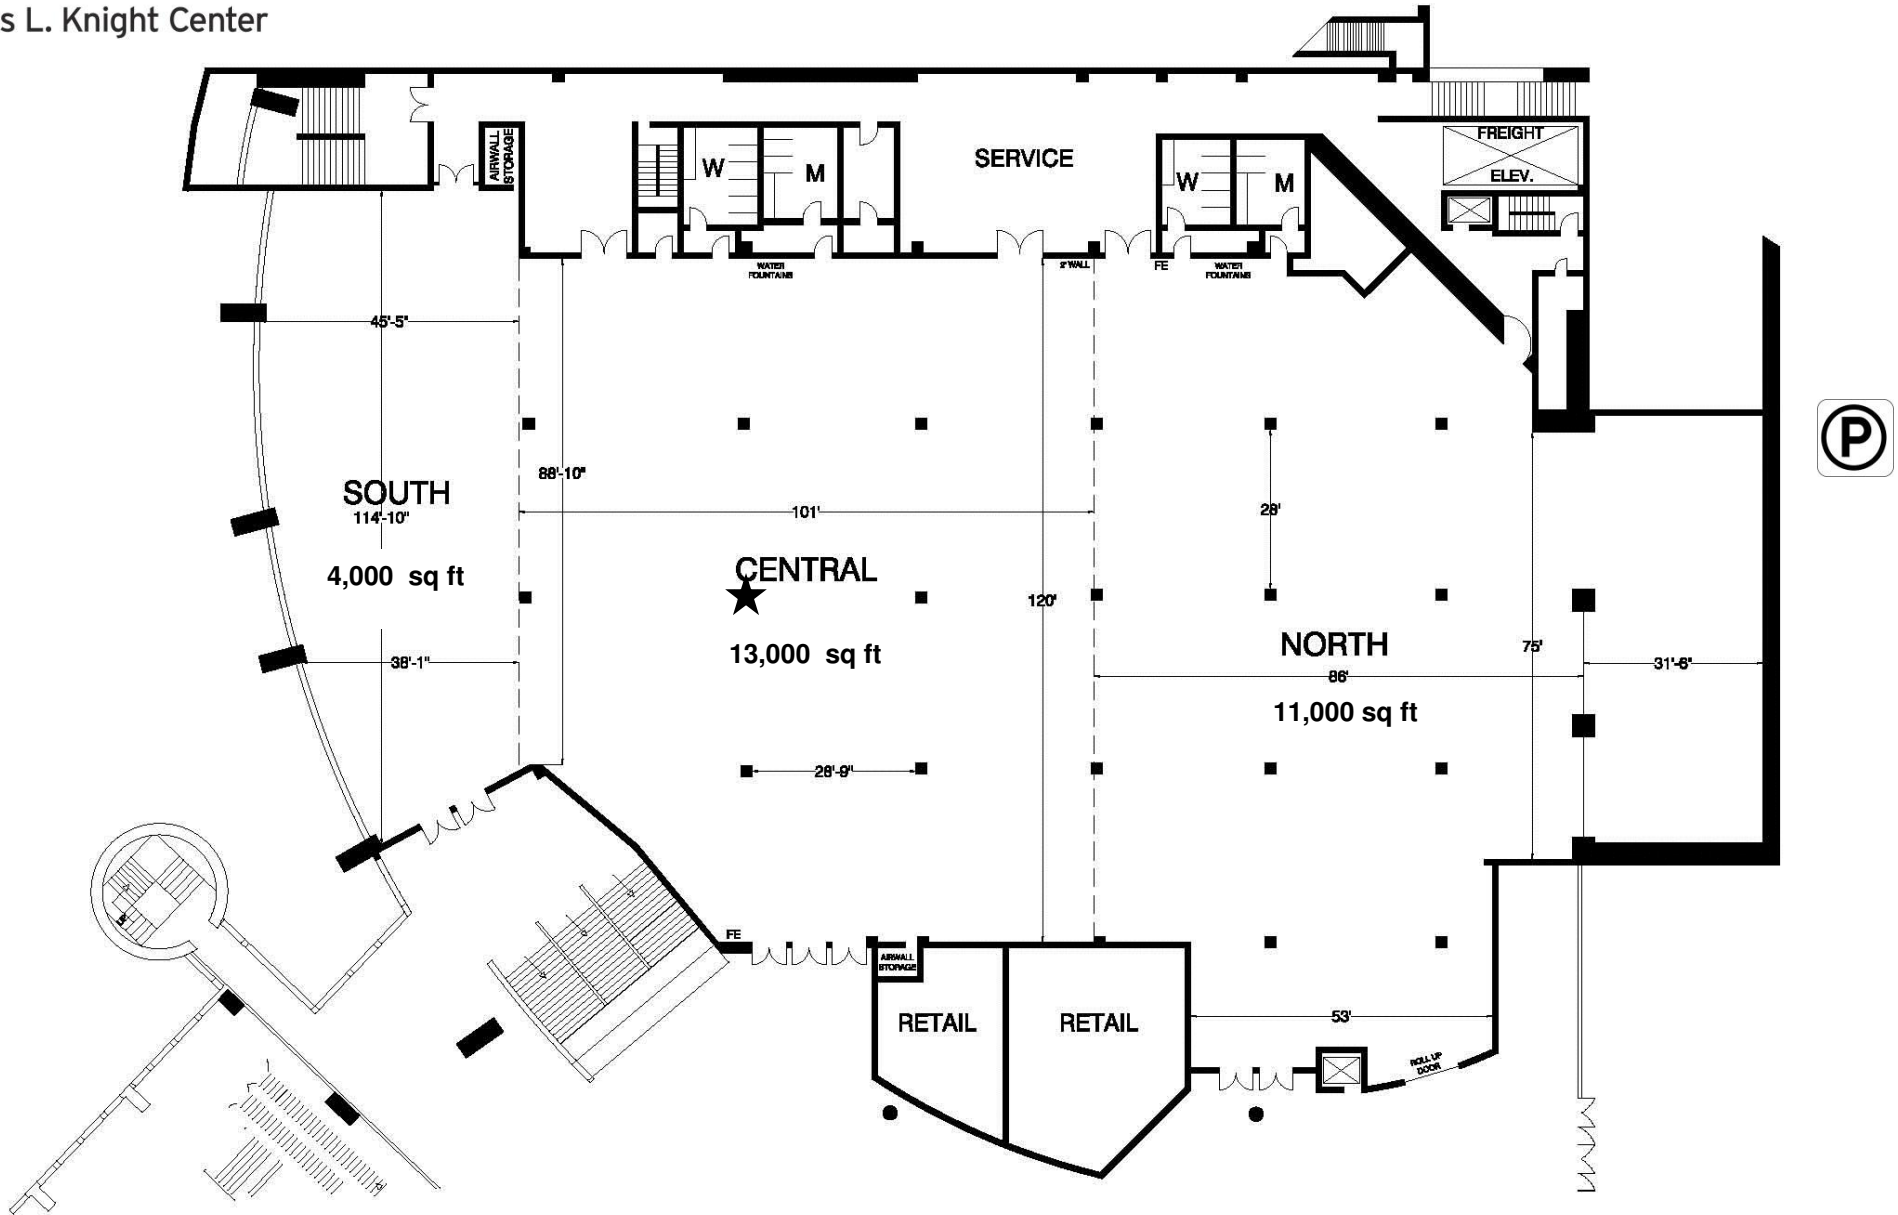 s L. Knight Center
FREIGHT
ELEV.
AIRWALL
STORAGE
W
M
SERVICE
W
M
WATER
FOUNTAINS
2" WALL
FE
WATER
FOUNTAINS
45'-5"
88'-10"
SOUTH
114'-10"
101'
28'
P
4,000 sq ft
CENTRAL
120'
13,000 sq ft
NORTH
75'
38'-1"
86'
31'-6"
11,000 sq ft
26'-9"
FE
AIRWALL
STORAGE
RETAIL
RETAIL
53'
ROLL UP
DOOR